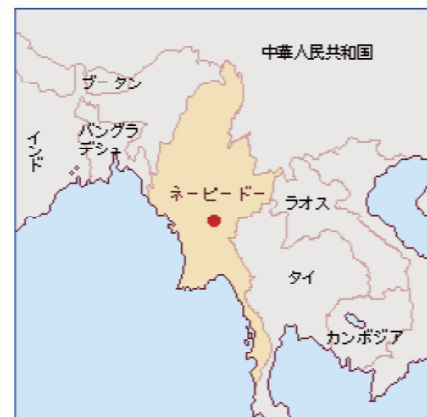 中華人民共和国
ブータン
インド
バングラ
デシュ
ネーピードー
ラオス
タイ
カンボジア